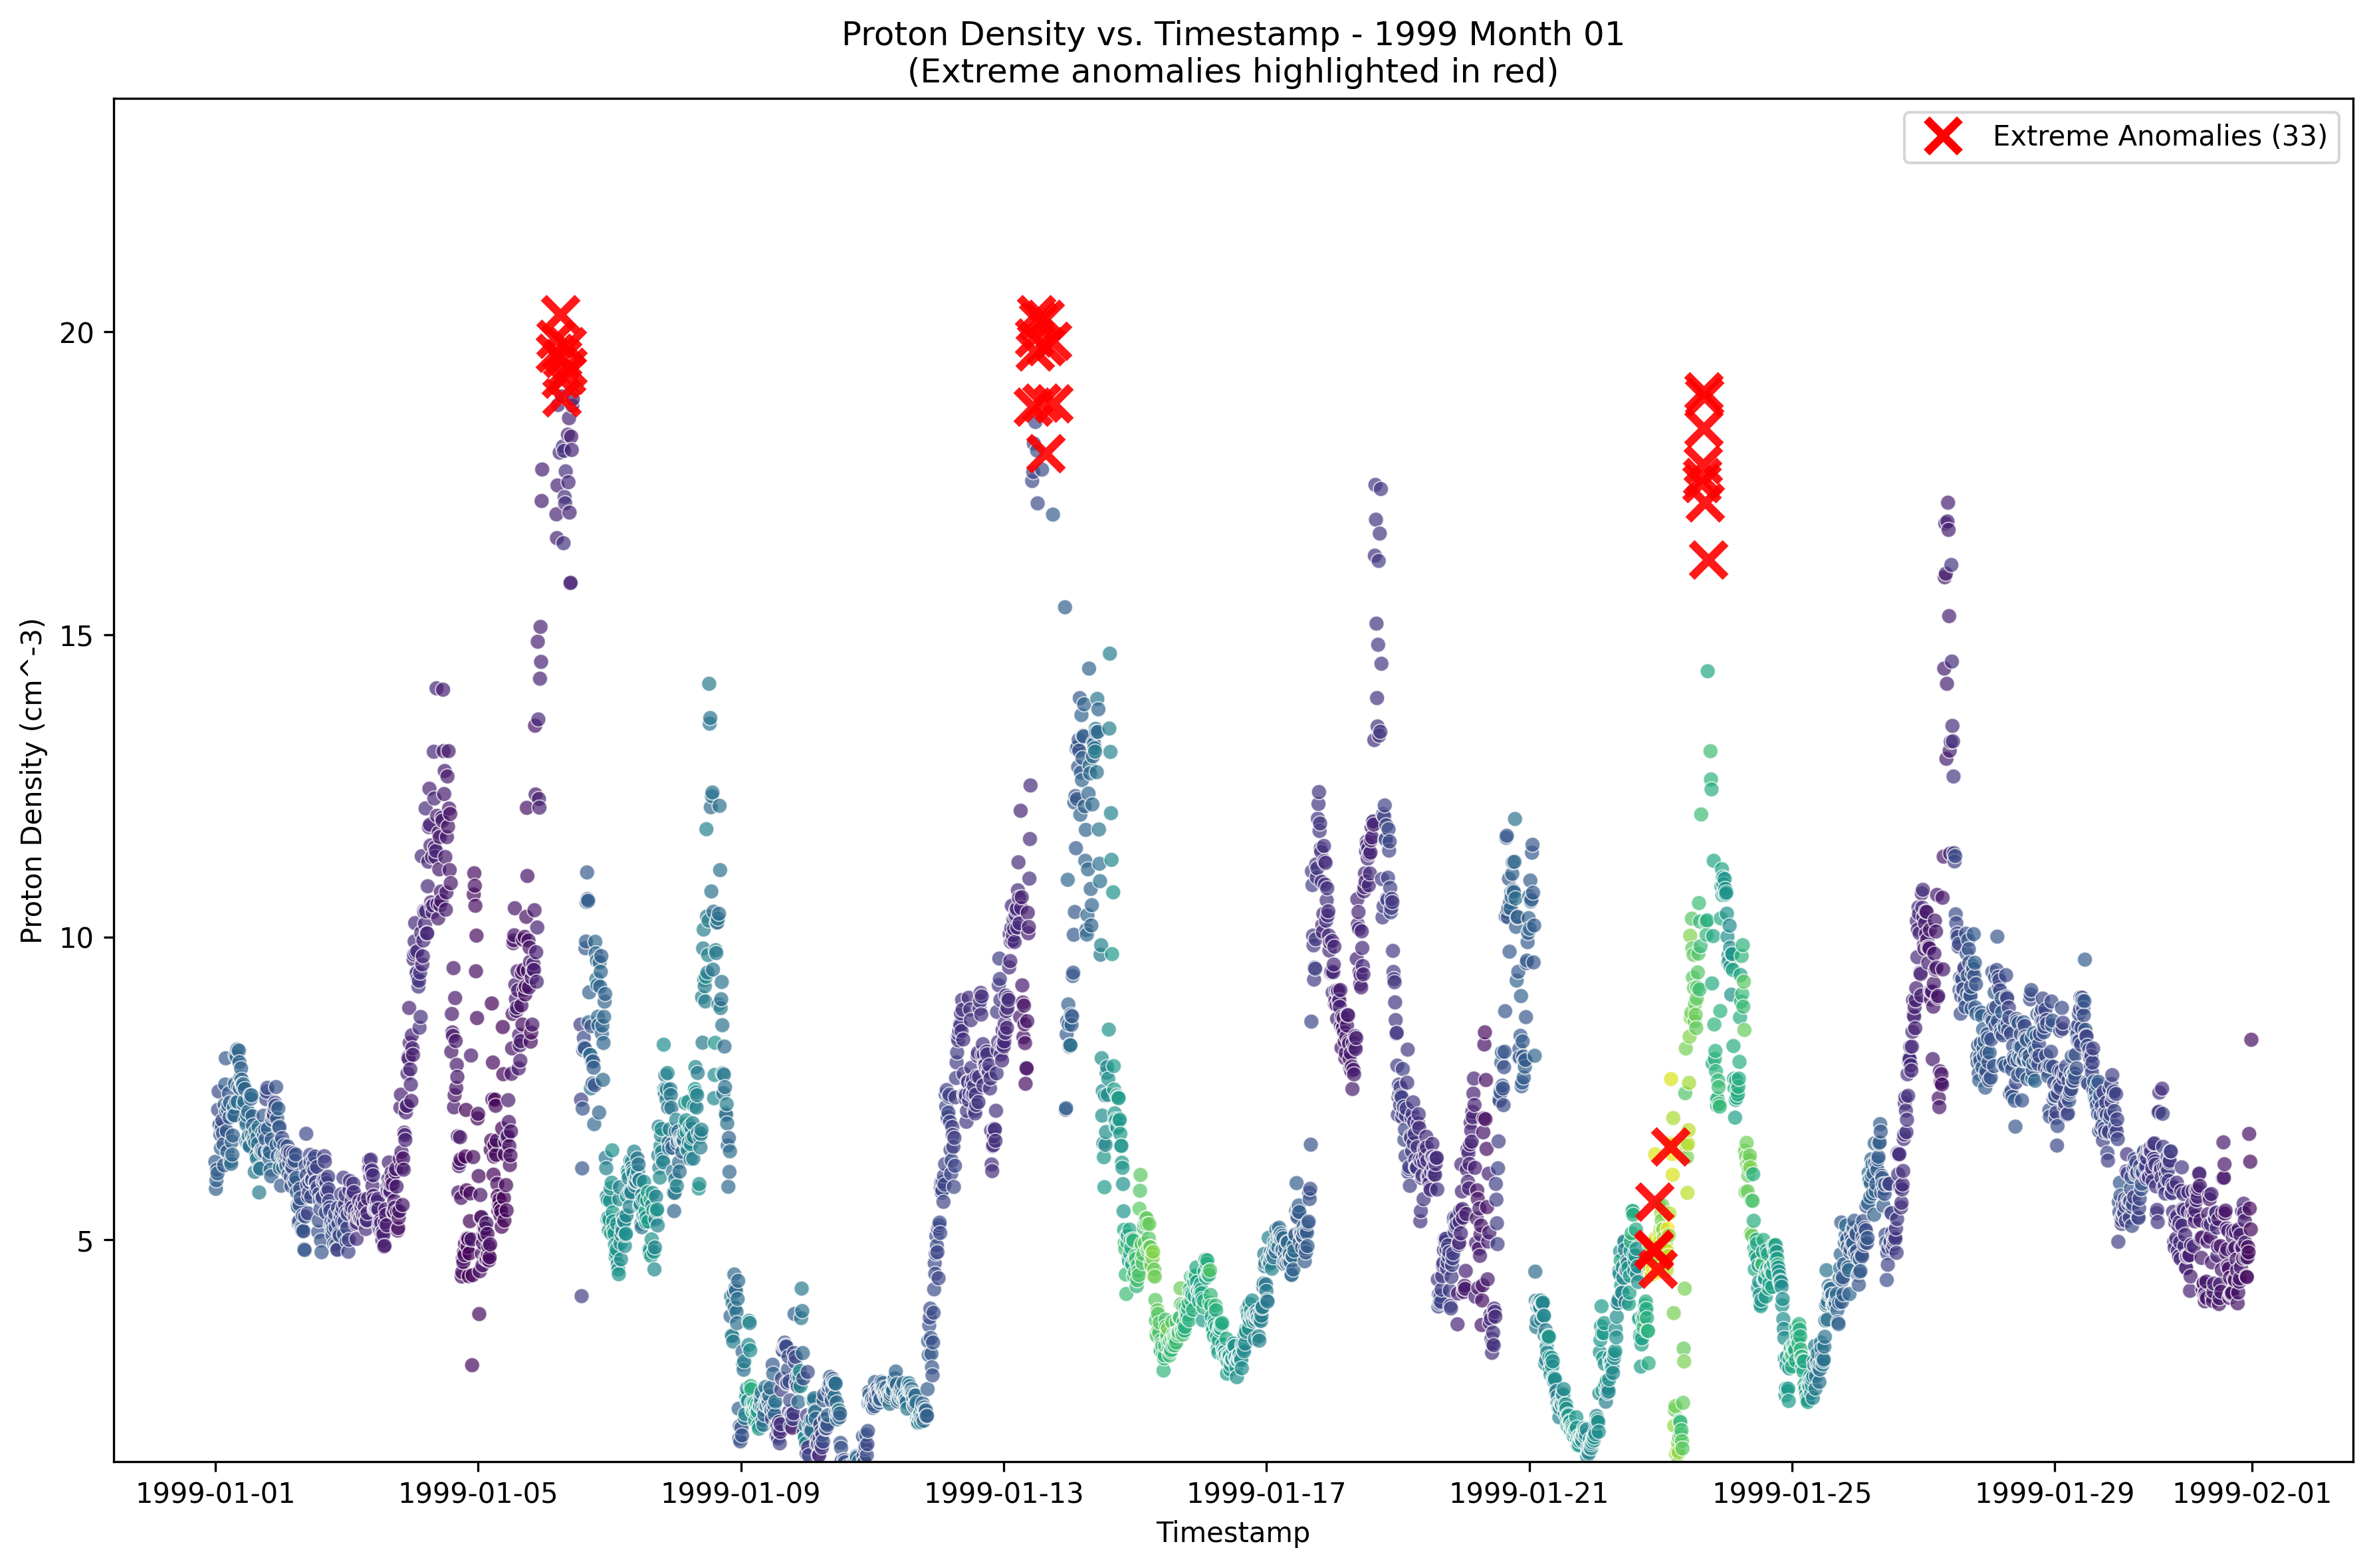 Proton Density vs. Timestamp - 1999 Month 01
(Extreme anomalies highlighted in red)
Extreme Anomalies (33)
Proton Density (cm^-3)
20
15
10
5
1999-01-01
1999-01-05
1999-01-09
1999-01-13
1999-01-17
1999-01-21
1999-01-25
1999-01-29
1999-02-01
Timestamp